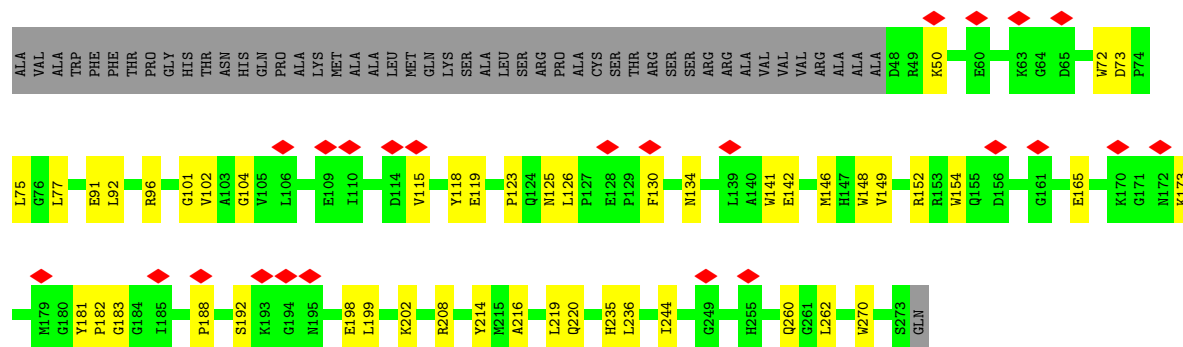 ALA VAL ALA TRP PHE PHE THR PRO GLY HIS THR ASN HIS GLN PRO ALA LYS MET ALA ALA LEU MET GLN LYS SER ALA LEU SER ARG PRO ALA CYS SER THR ARG SER SER ARG ARG ALA VAL VAL VAL ARG ALA ALA ALA D48 R49 K50 E60 K63 G64 D65 W72 D73 P74
L75 G76 L77 E91 L92 R96 G101 V102 A103 G104 V105 L106 E109 I110 D114 V115 Y118 E119 P123 Q124 N125 L126 P127 E128 P129 F130 N134 L139 A140 W141 E142 M146 H147 W148 V149 R152 R153 W154 Q155 D156 G161 E165 K170 G171 N172 K173
M179 G180 Y181 P182 G183 G184 I185 P188 S192 K193 G194 N195 E198 L199 K202 R208 Y214 M215 A216 L219 Q220 H235 L236 I244 G249 H255 Q260 G261 L262 W270 S273 GLN